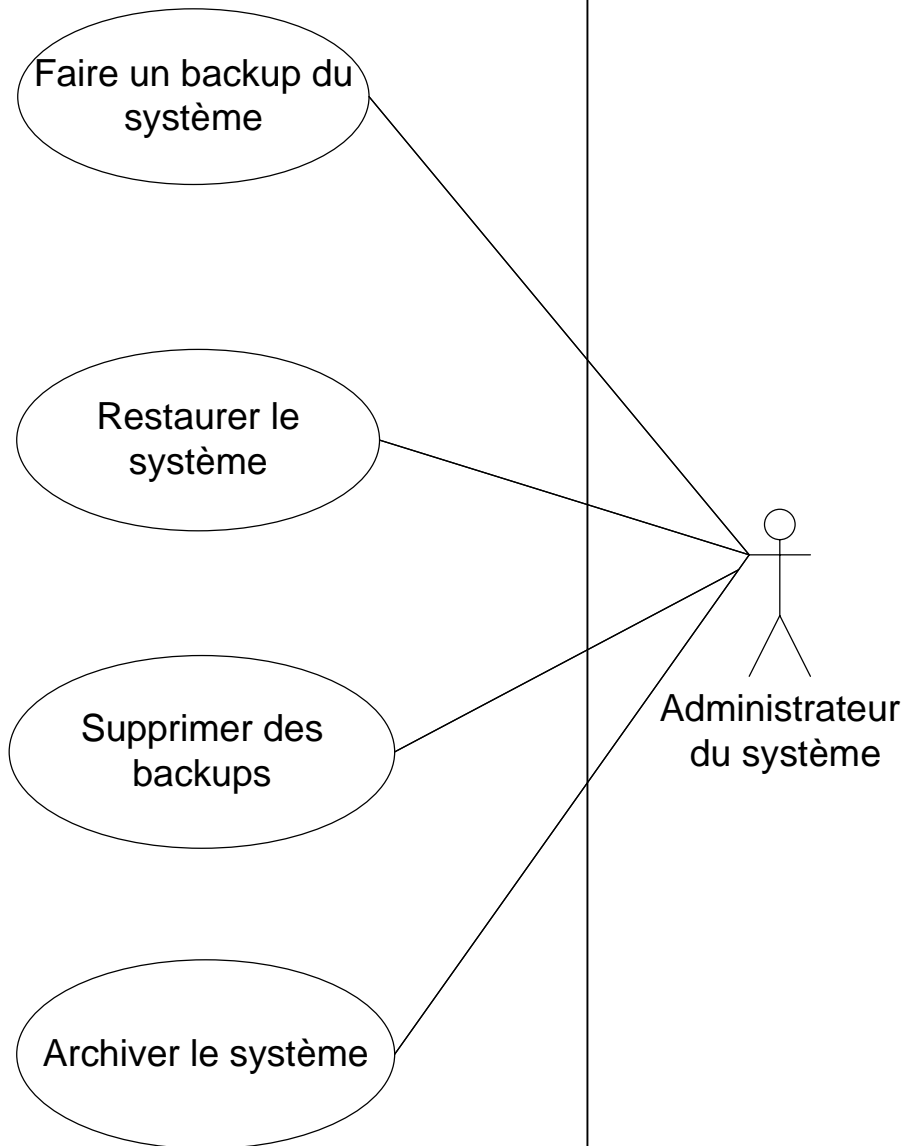 Faire un backup du
système
Restaurer le
système
Administrateur
du système
Supprimer des
backups
Archiver le système